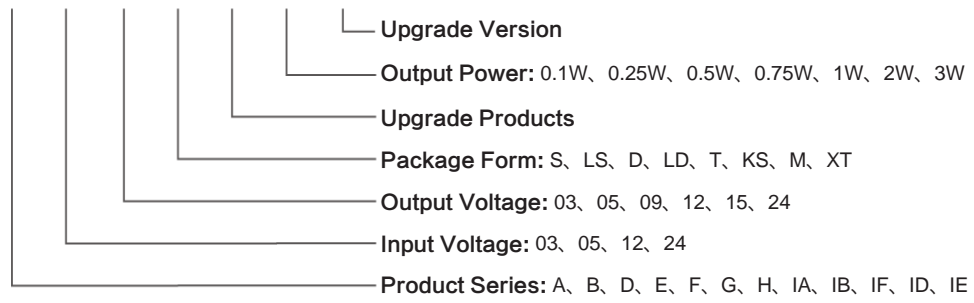 Upgrade Version
Output Power: 0.1W、0.25W、0.5W、0.75W、1W、2W、3W
Upgrade Products
Package Form: S、LS、D、LD、T、KS、M、XT
Output Voltage: 03、05、09、12、15、24
Input Voltage: 03、05、12、24
Product Series: A、B、D、E、F、G、H、IA、IB、IF、ID、IE